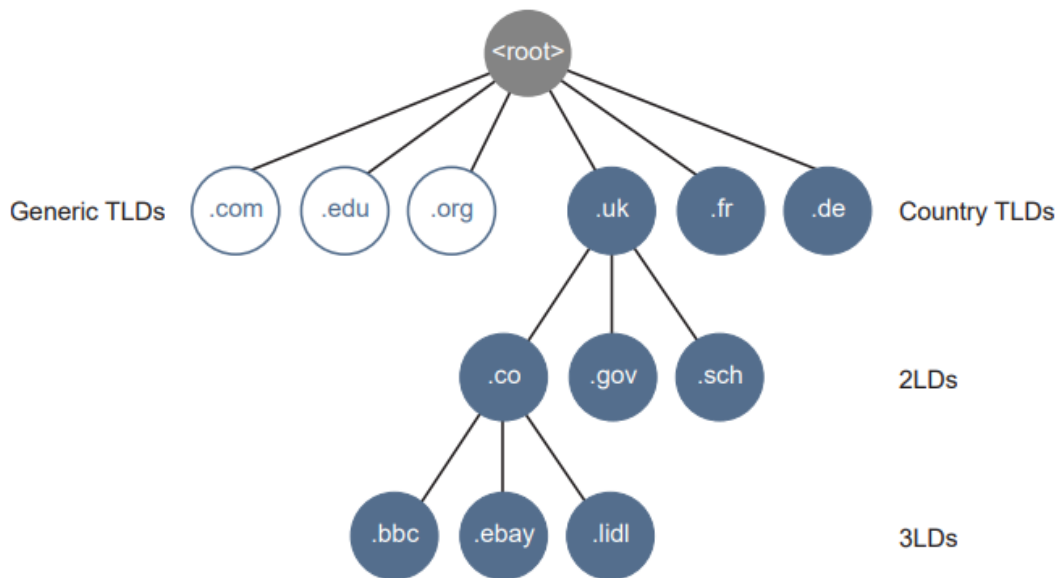 <root>
Generic TLDs .com .edu .org .uk .fr .de Country TLDs
.co .gov .sch 2LDs
.bbc .ebay .lidl 3LDs